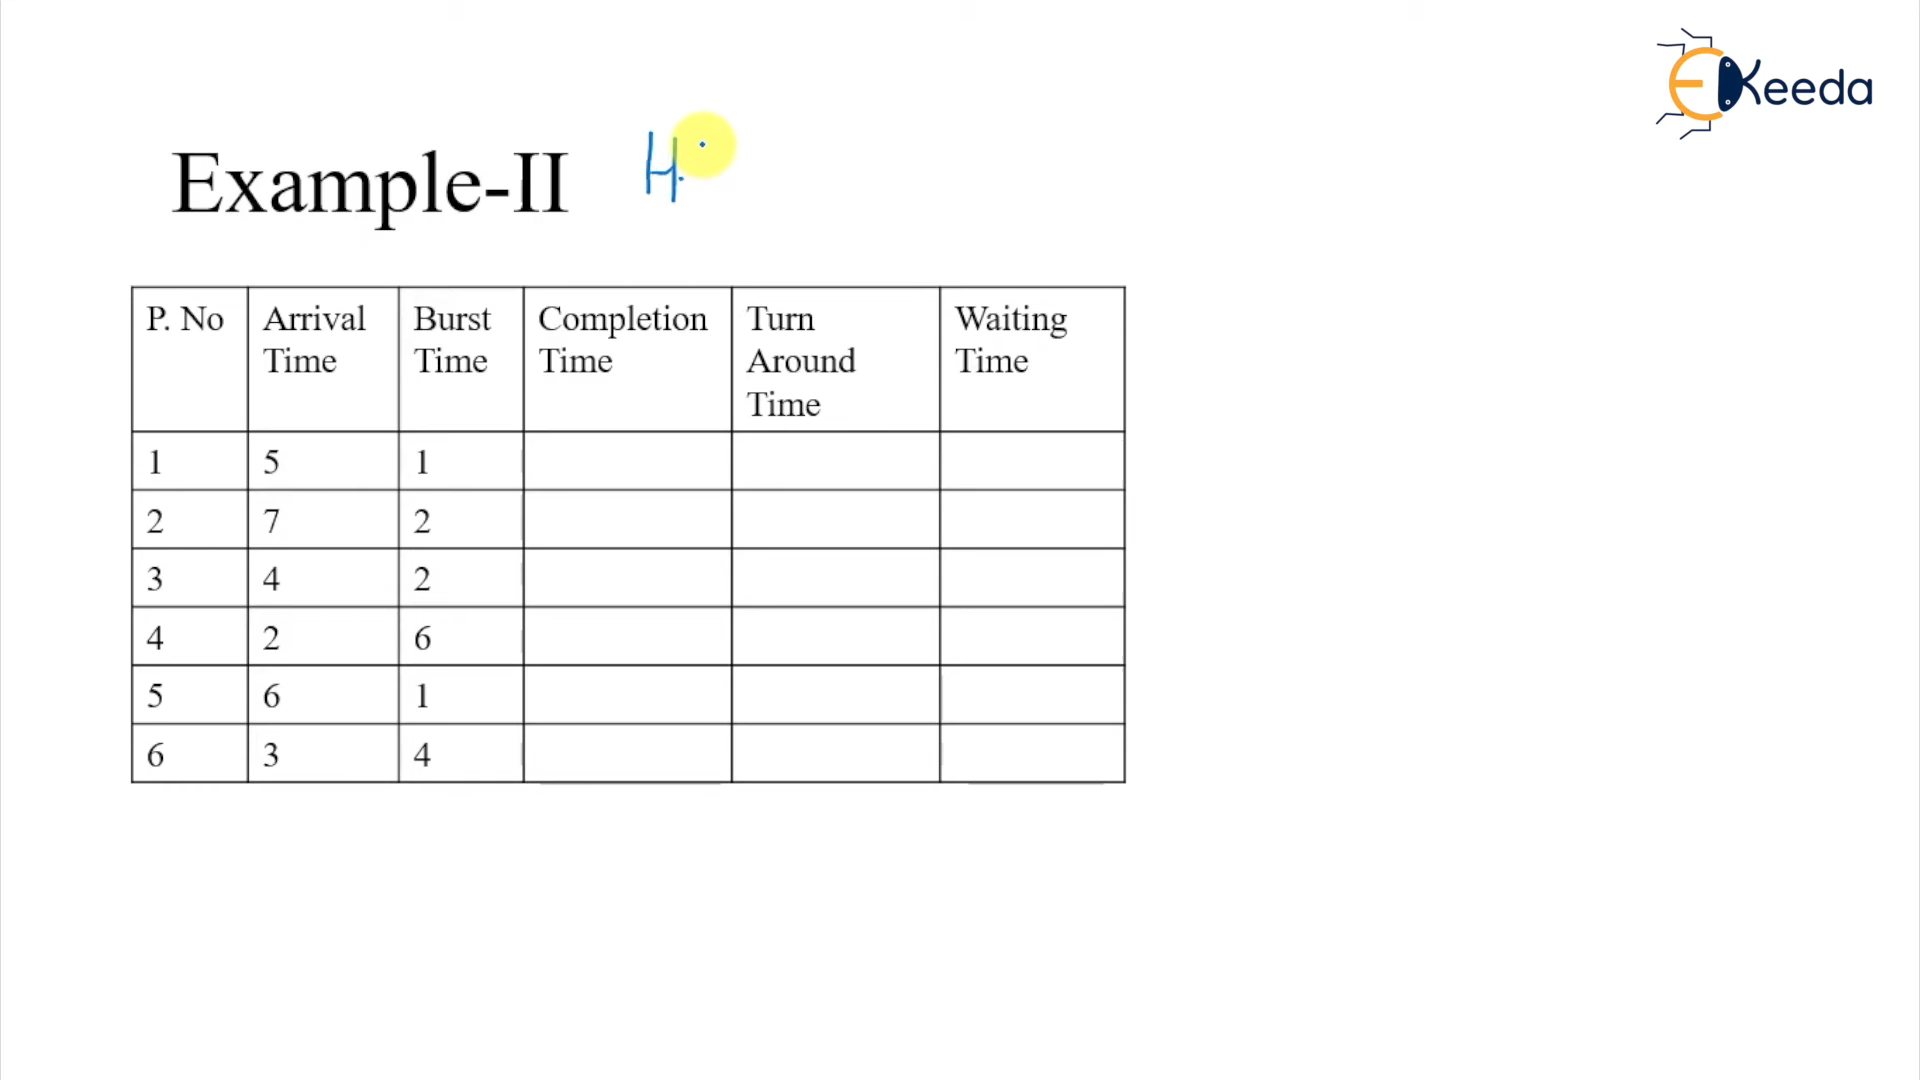 EKeeda
Example-II H
P. No Arrival Time Burst Time Completion Time Turn Around Time Waiting Time
1 5 1
2 7 2
3 4 2
4 2 6
5 6 1
6 3 4